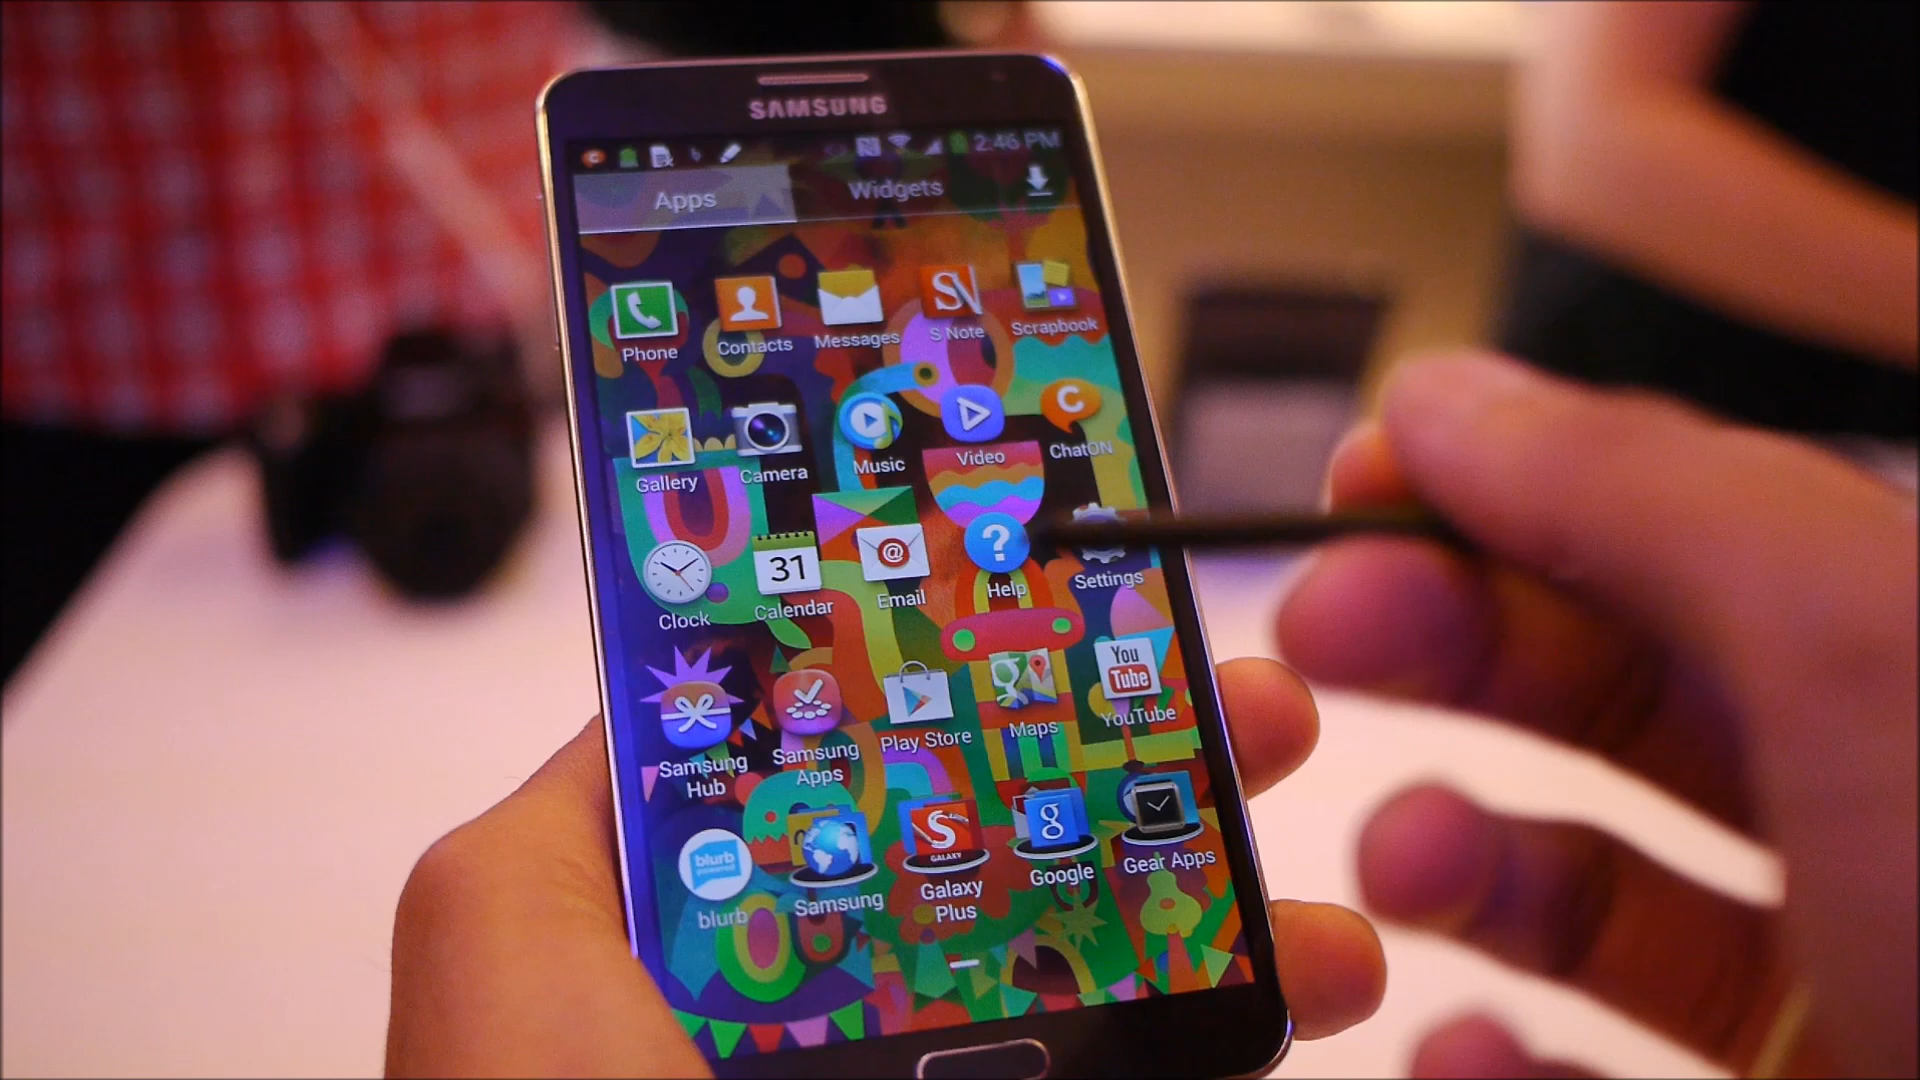 SAMSUNG
2:46 PM
Apps Widgets
Phone Contacts Messages S Note Scrapbook
Gallery Camera Music Video ChatON
31
@
?
Clock Calendar Email Help Settings
You
Tube
Samsung
Hub
Samsung
Apps
Play Store Maps YouTube
blurb
powered
S
GALAXY
g
blurb Samsung
Galaxy
Plus
Google Gear Apps